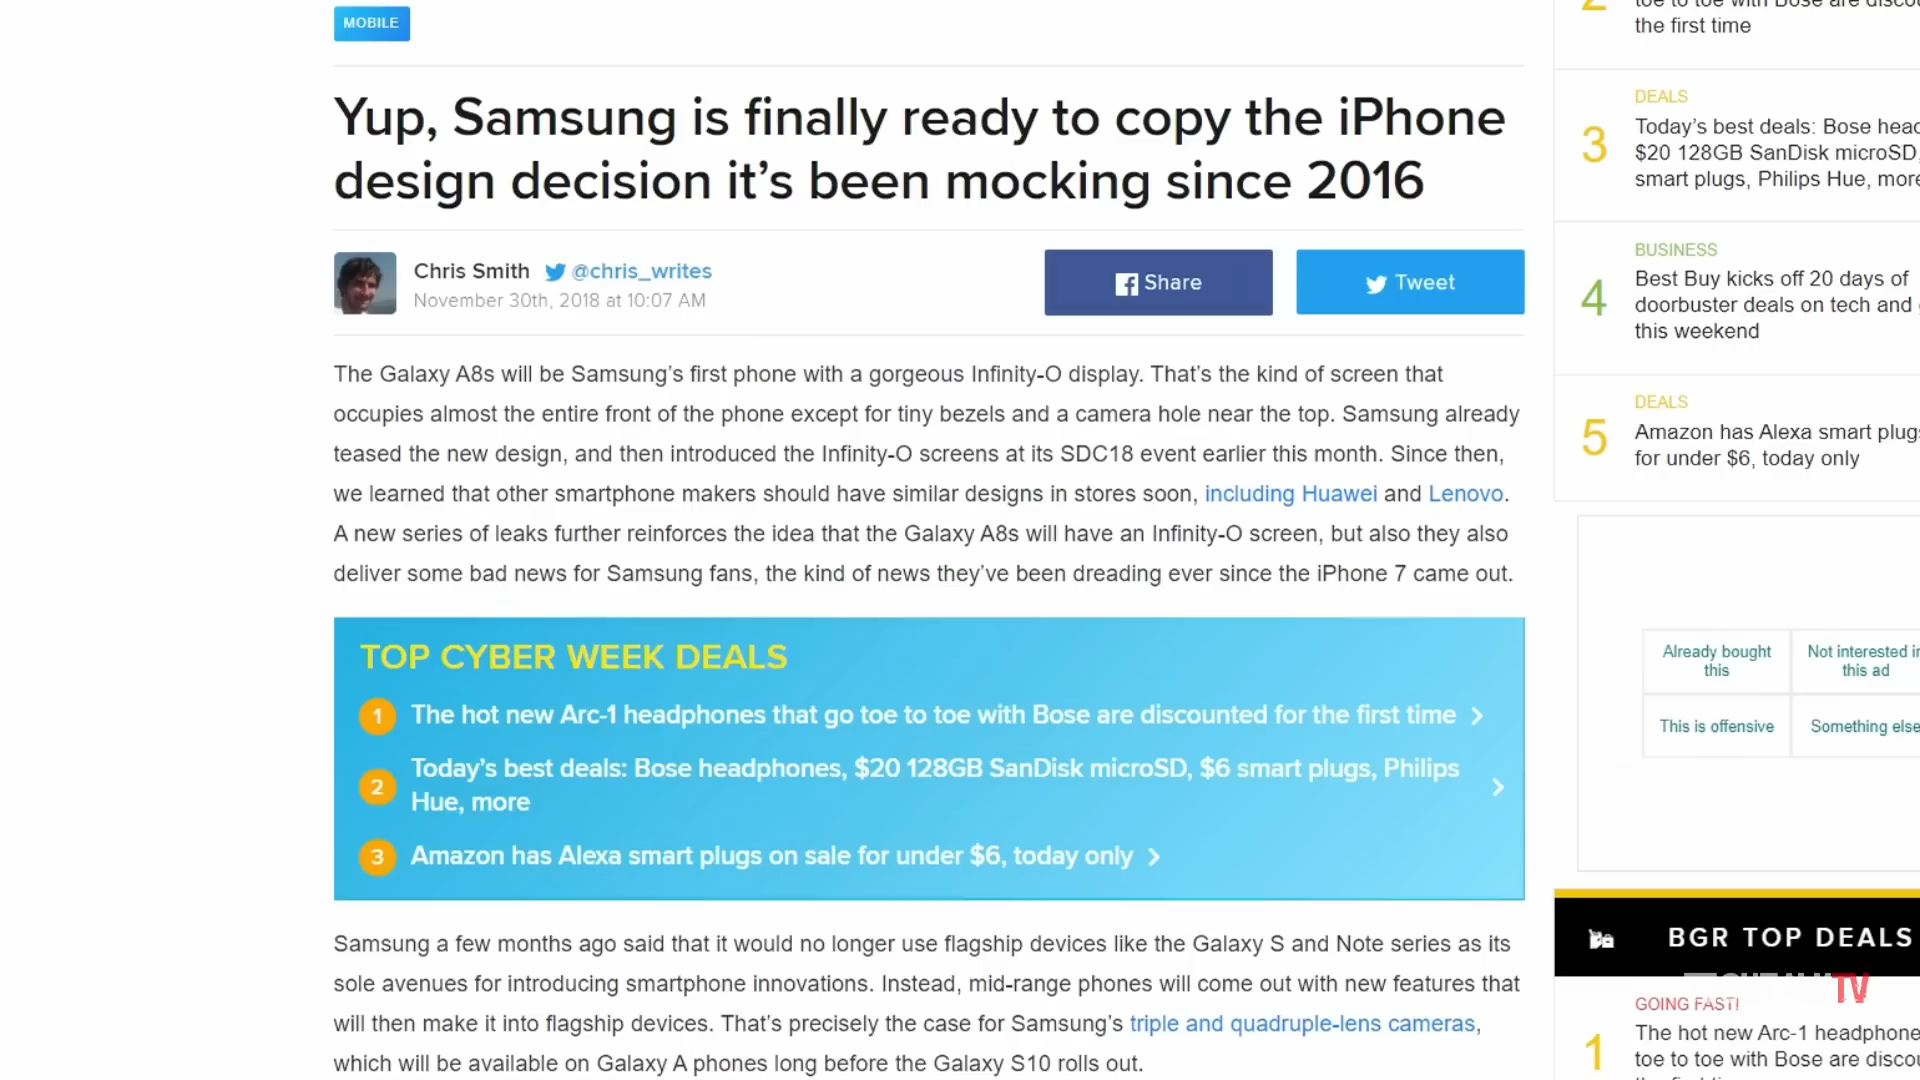 MOBILE
Yup, Samsung is finally ready to copy the iPhone
design decision it’s been mocking since 2016
Chris Smith @chris_writes
November 30th, 2018 at 10:07 AM
Share
Tweet
The Galaxy A8s will be Samsung’s first phone with a gorgeous Infinity-O display. That’s the kind of screen that
occupies almost the entire front of the phone except for tiny bezels and a camera hole near the top. Samsung already
teased the new design, and then introduced the Infinity-O screens at its SDC18 event earlier this month. Since then,
we learned that other smartphone makers should have similar designs in stores soon, including Huawei and Lenovo.
A new series of leaks further reinforces the idea that the Galaxy A8s will have an Infinity-O screen, but also they also
deliver some bad news for Samsung fans, the kind of news they’ve been dreading ever since the iPhone 7 came out.
TOP CYBER WEEK DEALS
1 The hot new Arc-1 headphones that go toe to toe with Bose are discounted for the first time
2 Today’s best deals: Bose headphones, $20 128GB SanDisk microSD, $6 smart plugs, Philips
Hue, more
3 Amazon has Alexa smart plugs on sale for under $6, today only
Samsung a few months ago said that it would no longer use flagship devices like the Galaxy S and Note series as its
sole avenues for introducing smartphone innovations. Instead, mid-range phones will come out with new features that
will then make it into flagship devices. That’s precisely the case for Samsung’s triple and quadruple-lens cameras,
which will be available on Galaxy A phones long before the Galaxy S10 rolls out.
2
toe to toe with Bose are discou
the first time
DEALS
3
Today’s best deals: Bose head
$20 128GB SanDisk microSD,
smart plugs, Philips Hue, more
BUSINESS
4
Best Buy kicks off 20 days of
doorbuster deals on tech and
this weekend
DEALS
5
Amazon has Alexa smart plugs
for under $6, today only
Already bought
this
Not interested in
this ad
This is offensive
Something else
BGR TOP DEALS
TV
GOING FAST!
1
The hot new Arc-1 headphone
toe to toe with Bose are discou